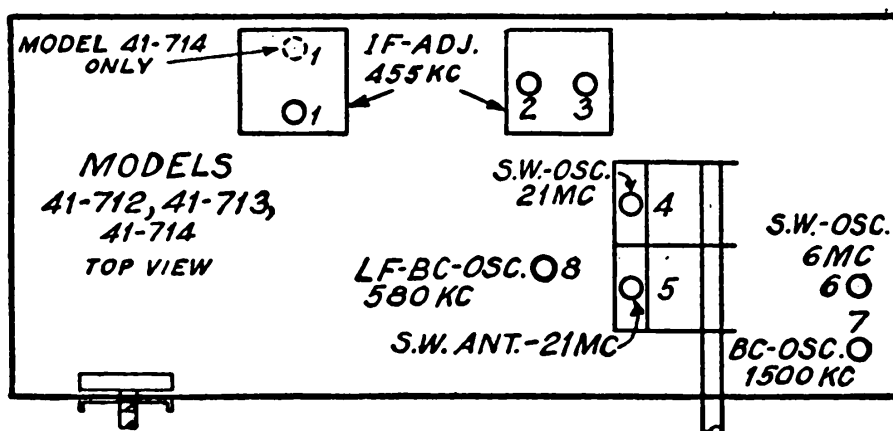 MODEL 41-714
ONLY
1
1
IF-ADJ.
455KC
2 3
MODELS
41-712, 41-713,
41-714
TOP VIEW
S.W.-OSC.
21MC
4
LF-BC-OSC. 8
580 KC
5
S.W. ANT.-21MC
S.W.-OSC.
6MC
6
7
BC-OSC.
1500 KC